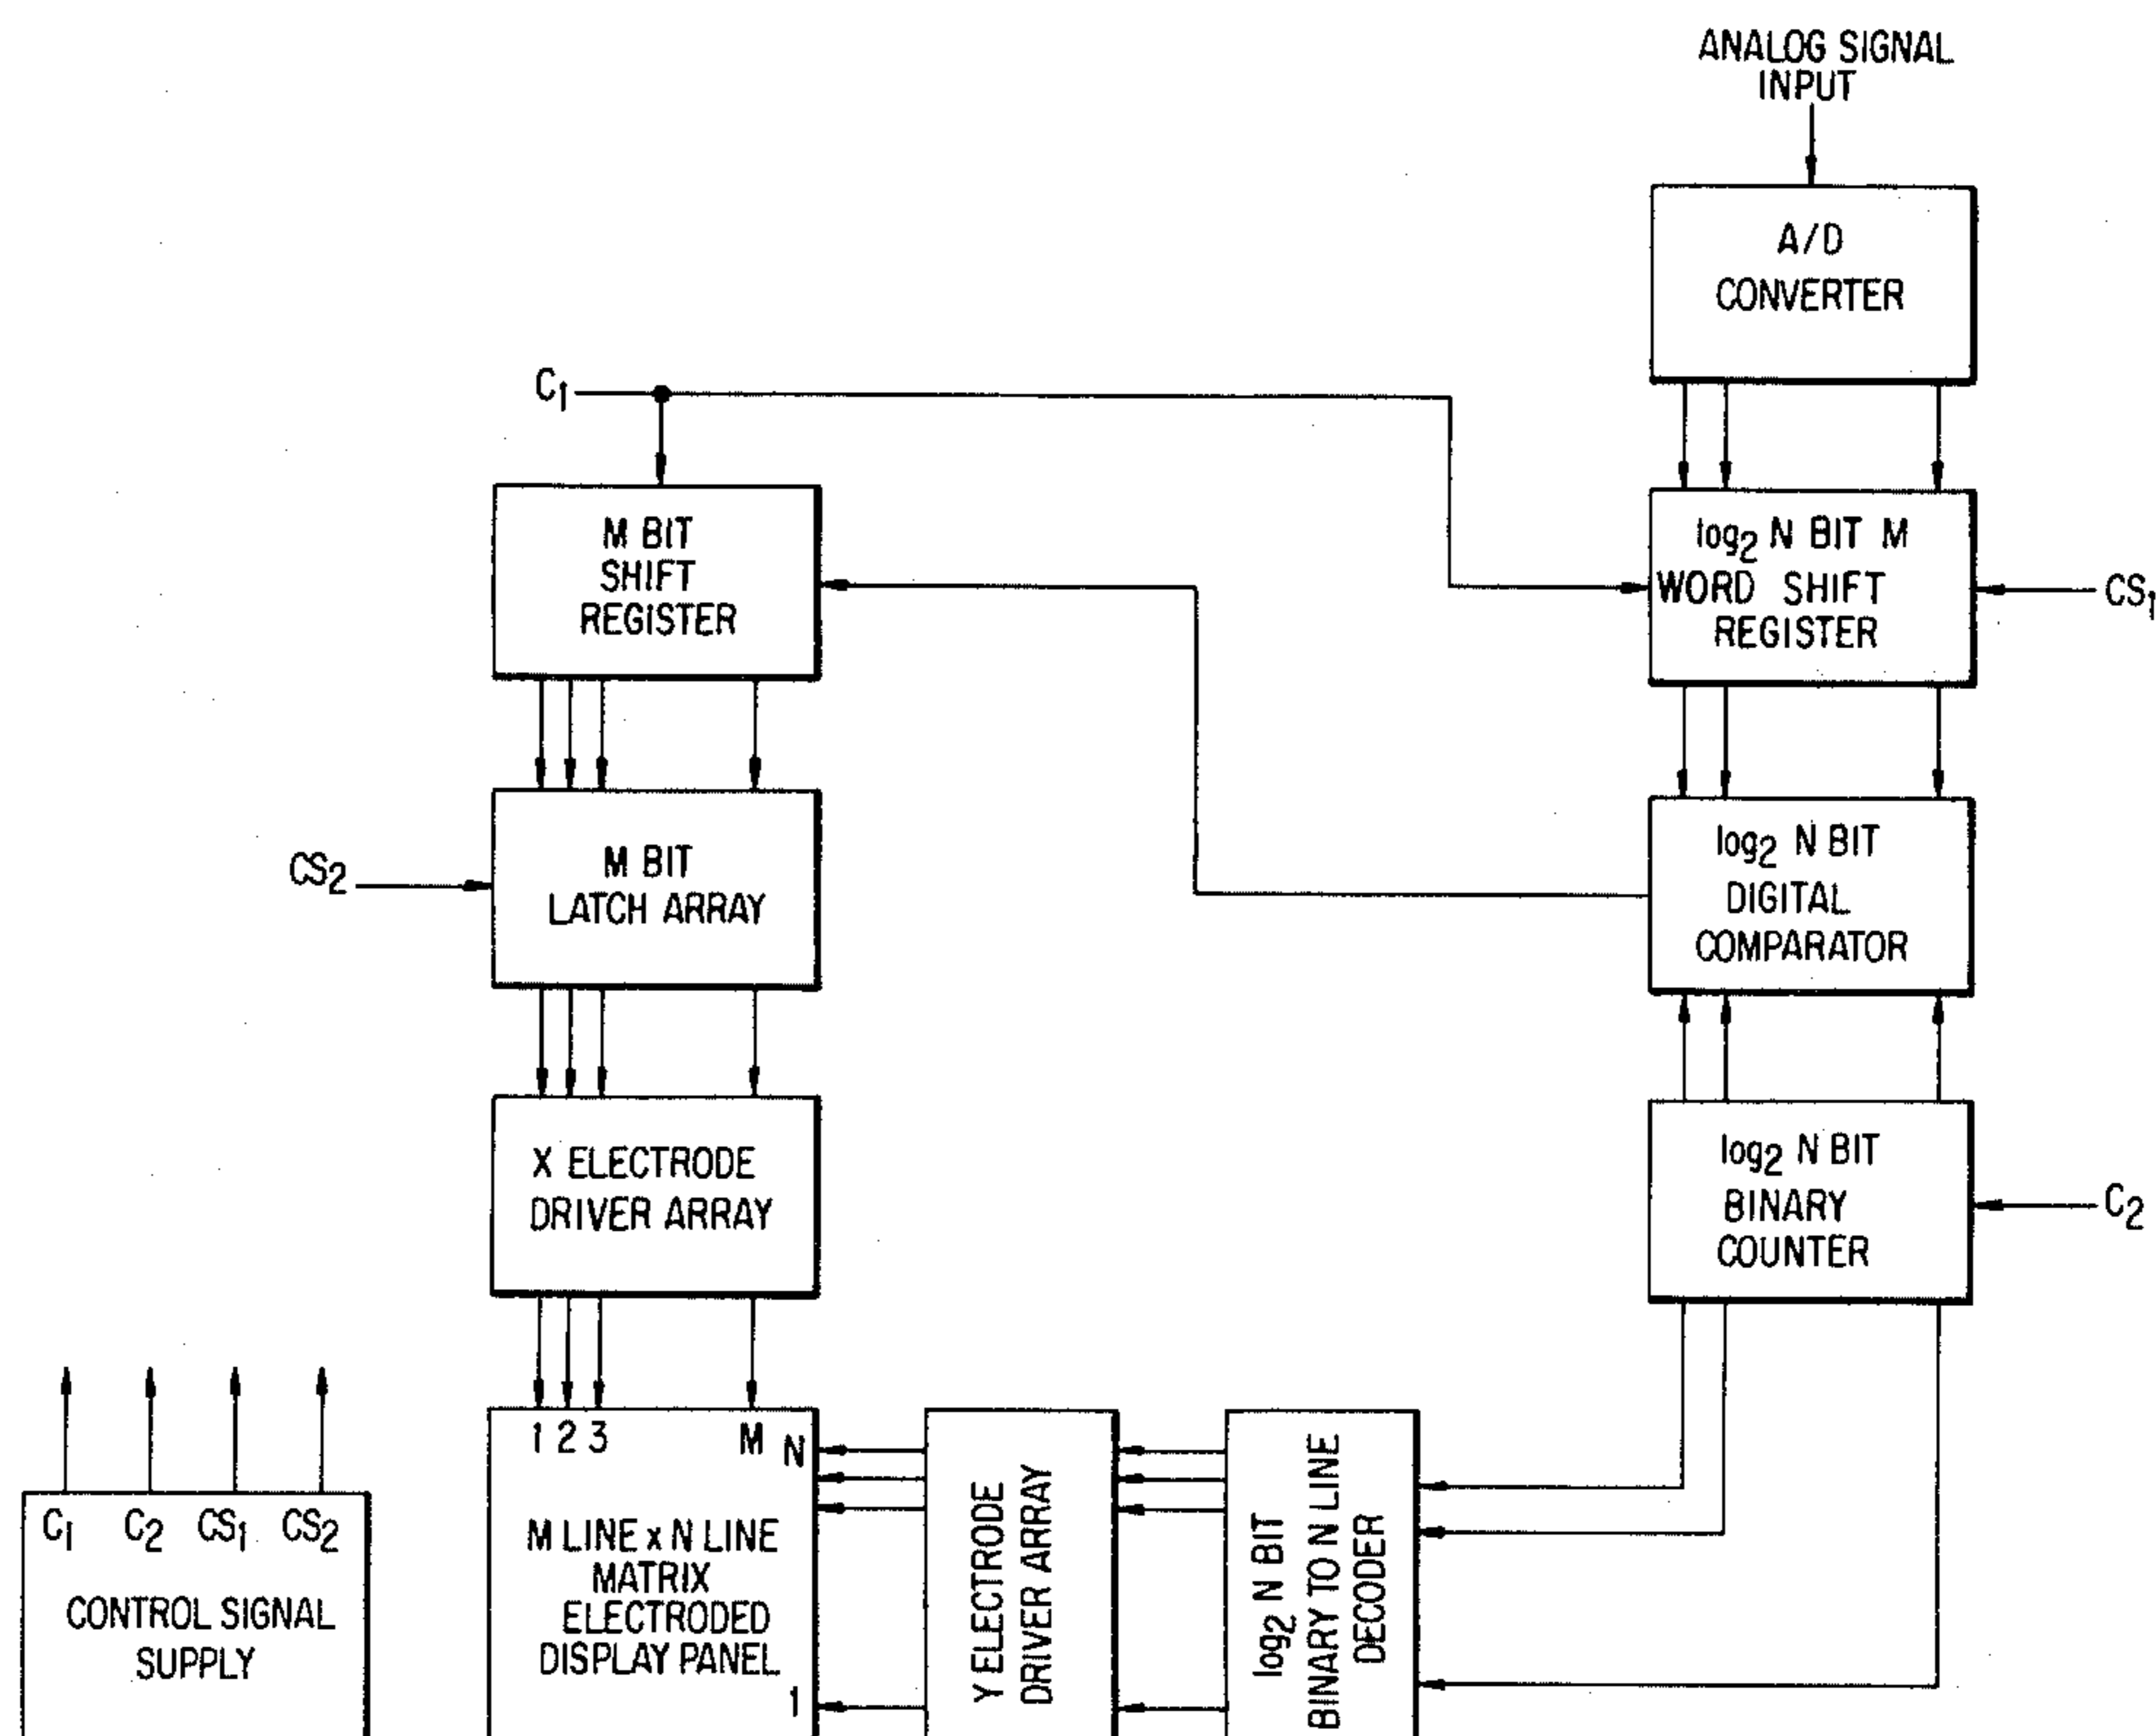 ANALOG SIGNAL
INPUT
A/D
CONVERTER
C1
M BIT
SHIFT
REGISTER
log2 N BIT M
WORD SHIFT
REGISTER
CS1
CS2
M BIT
LATCH ARRAY
log2 N BIT
DIGITAL
COMPARATOR
X ELECTRODE
DRIVER ARRAY
log2 N BIT
BINARY
COUNTER
C2
1 2 3 M N
M LINE x N LINE
MATRIX
ELECTRODED
DISPLAY PANEL
1
Y ELECTRODE
DRIVER ARRAY
log2 N BIT
BINARY TO N LINE
DECODER
C1 C2 CS1 CS2
CONTROL SIGNAL
SUPPLY